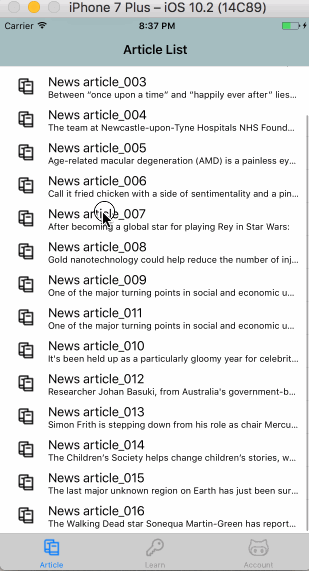 iPhone 7 Plus – iOS 10.2 (14C89)
Carrier 8:37 PM
Article List
News article_003
Between “once upon a time” and “happily ever after” lies...
News article_004
The team at Newcastle-upon-Tyne Hospitals NHS Found...
News article_005
Age-related macular degeneration (AMD) is a painless ey...
News article_006
Call it fried chicken with a side of sentimentality and a pin...
News article_007
After becoming a global star for playing Rey in Star Wars:
News article_008
Gold nanotechnology could help reduce the number of inj...
News article_009
One of the major turning points in social and economic u...
News article_011
One of the major turning points in social and economic u...
News article_010
It's been held up as a particularly gloomy year for celebrit...
News article_012
Researcher Johan Basuki, from Australia's government-b...
News article_013
Simon Frith is stepping down from his role as chair Mercu...
News article_014
The Children’s Society helps change children’s stories, w...
News article_015
The last major unknown region on Earth has just been sur...
News article_016
The Walking Dead star Sonequa Martin-Green has report...
Article Learn Account